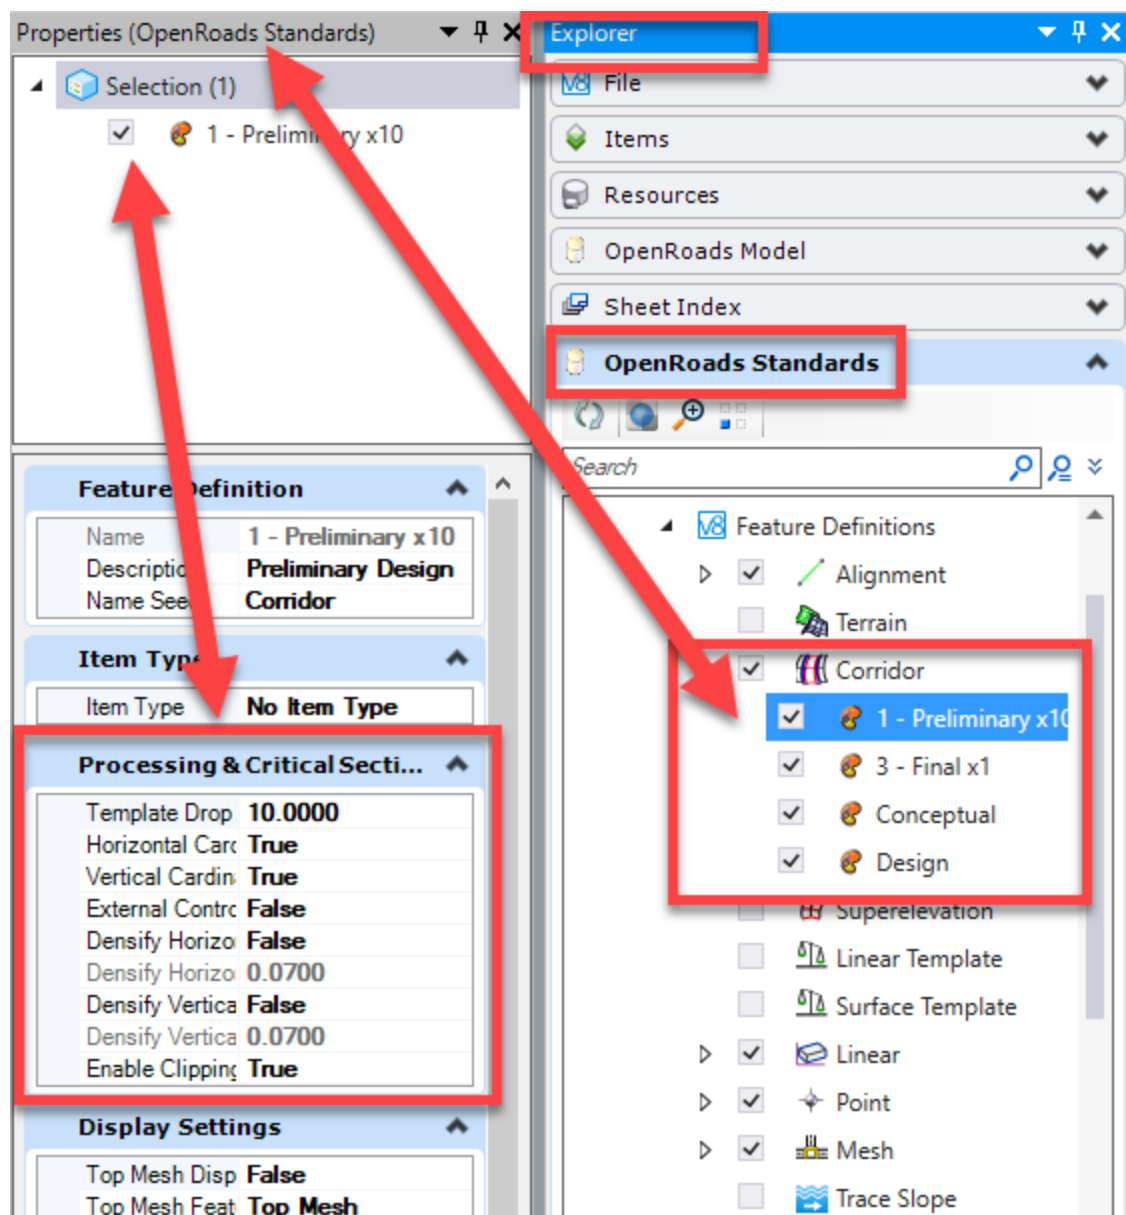 Properties (OpenRoads Standards)
Selection (1)
1 - Preliminary x10
Feature Definition
Name 1 - Preliminary x10
Descriptic Preliminary Design
Name See Corridor
Item Type
Item Type No Item Type
Processing & Critical Secti...
Template Drop 10.0000
Horizontal Carc True
Vertical Cardin True
External Contrc False
Densify Horizo False
Densify Horizo 0.0700
Densify Vertica False
Densify Vertica 0.0700
Enable Clipping True
Display Settings
Top Mesh Disp False
Top Mesh Feat Top Mesh
Explorer
File
Items
Resources
OpenRoads Model
Sheet Index
OpenRoads Standards
Search
Feature Definitions
Alignment
Terrain
Corridor
1 - Preliminary x10
3 - Final x1
Conceptual
Design
Superelevation
Linear Template
Surface Template
Linear
Point
Mesh
Trace Slope